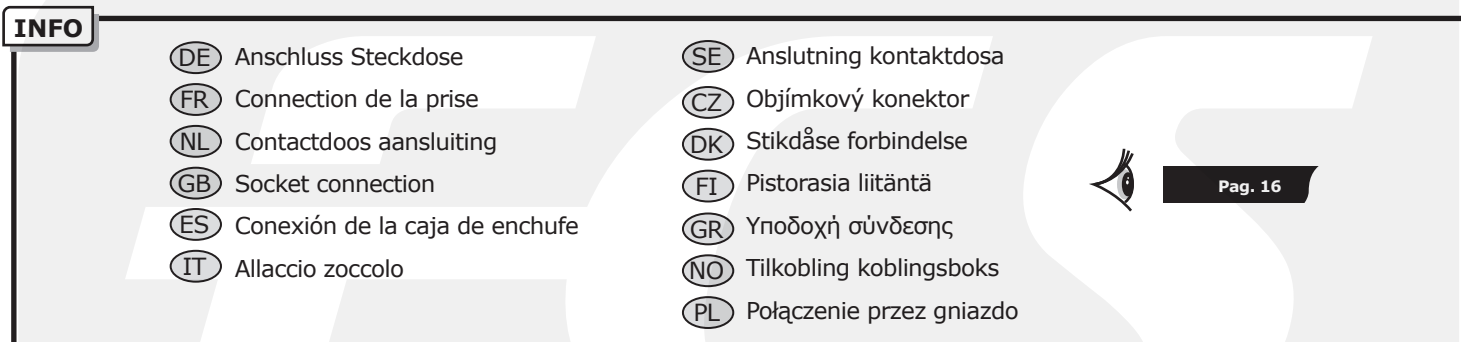 INFO
DE Anschluss Steckdose
FR Connection de la prise
NL Contactdoos aansluiting
GB Socket connection
ES Conexión de la caja de enchufe
IT Allaccio zoccolo
SE Anslutning kontaktdosa
CZ Objímkový konektor
DK Stikdåse forbindelse
FI Pistorasia liitäntä
GR Υποδοχή σύνδεσης
NO Tilkobling koblingsboks
PL Połączenie przez gniazdo
Pag. 16